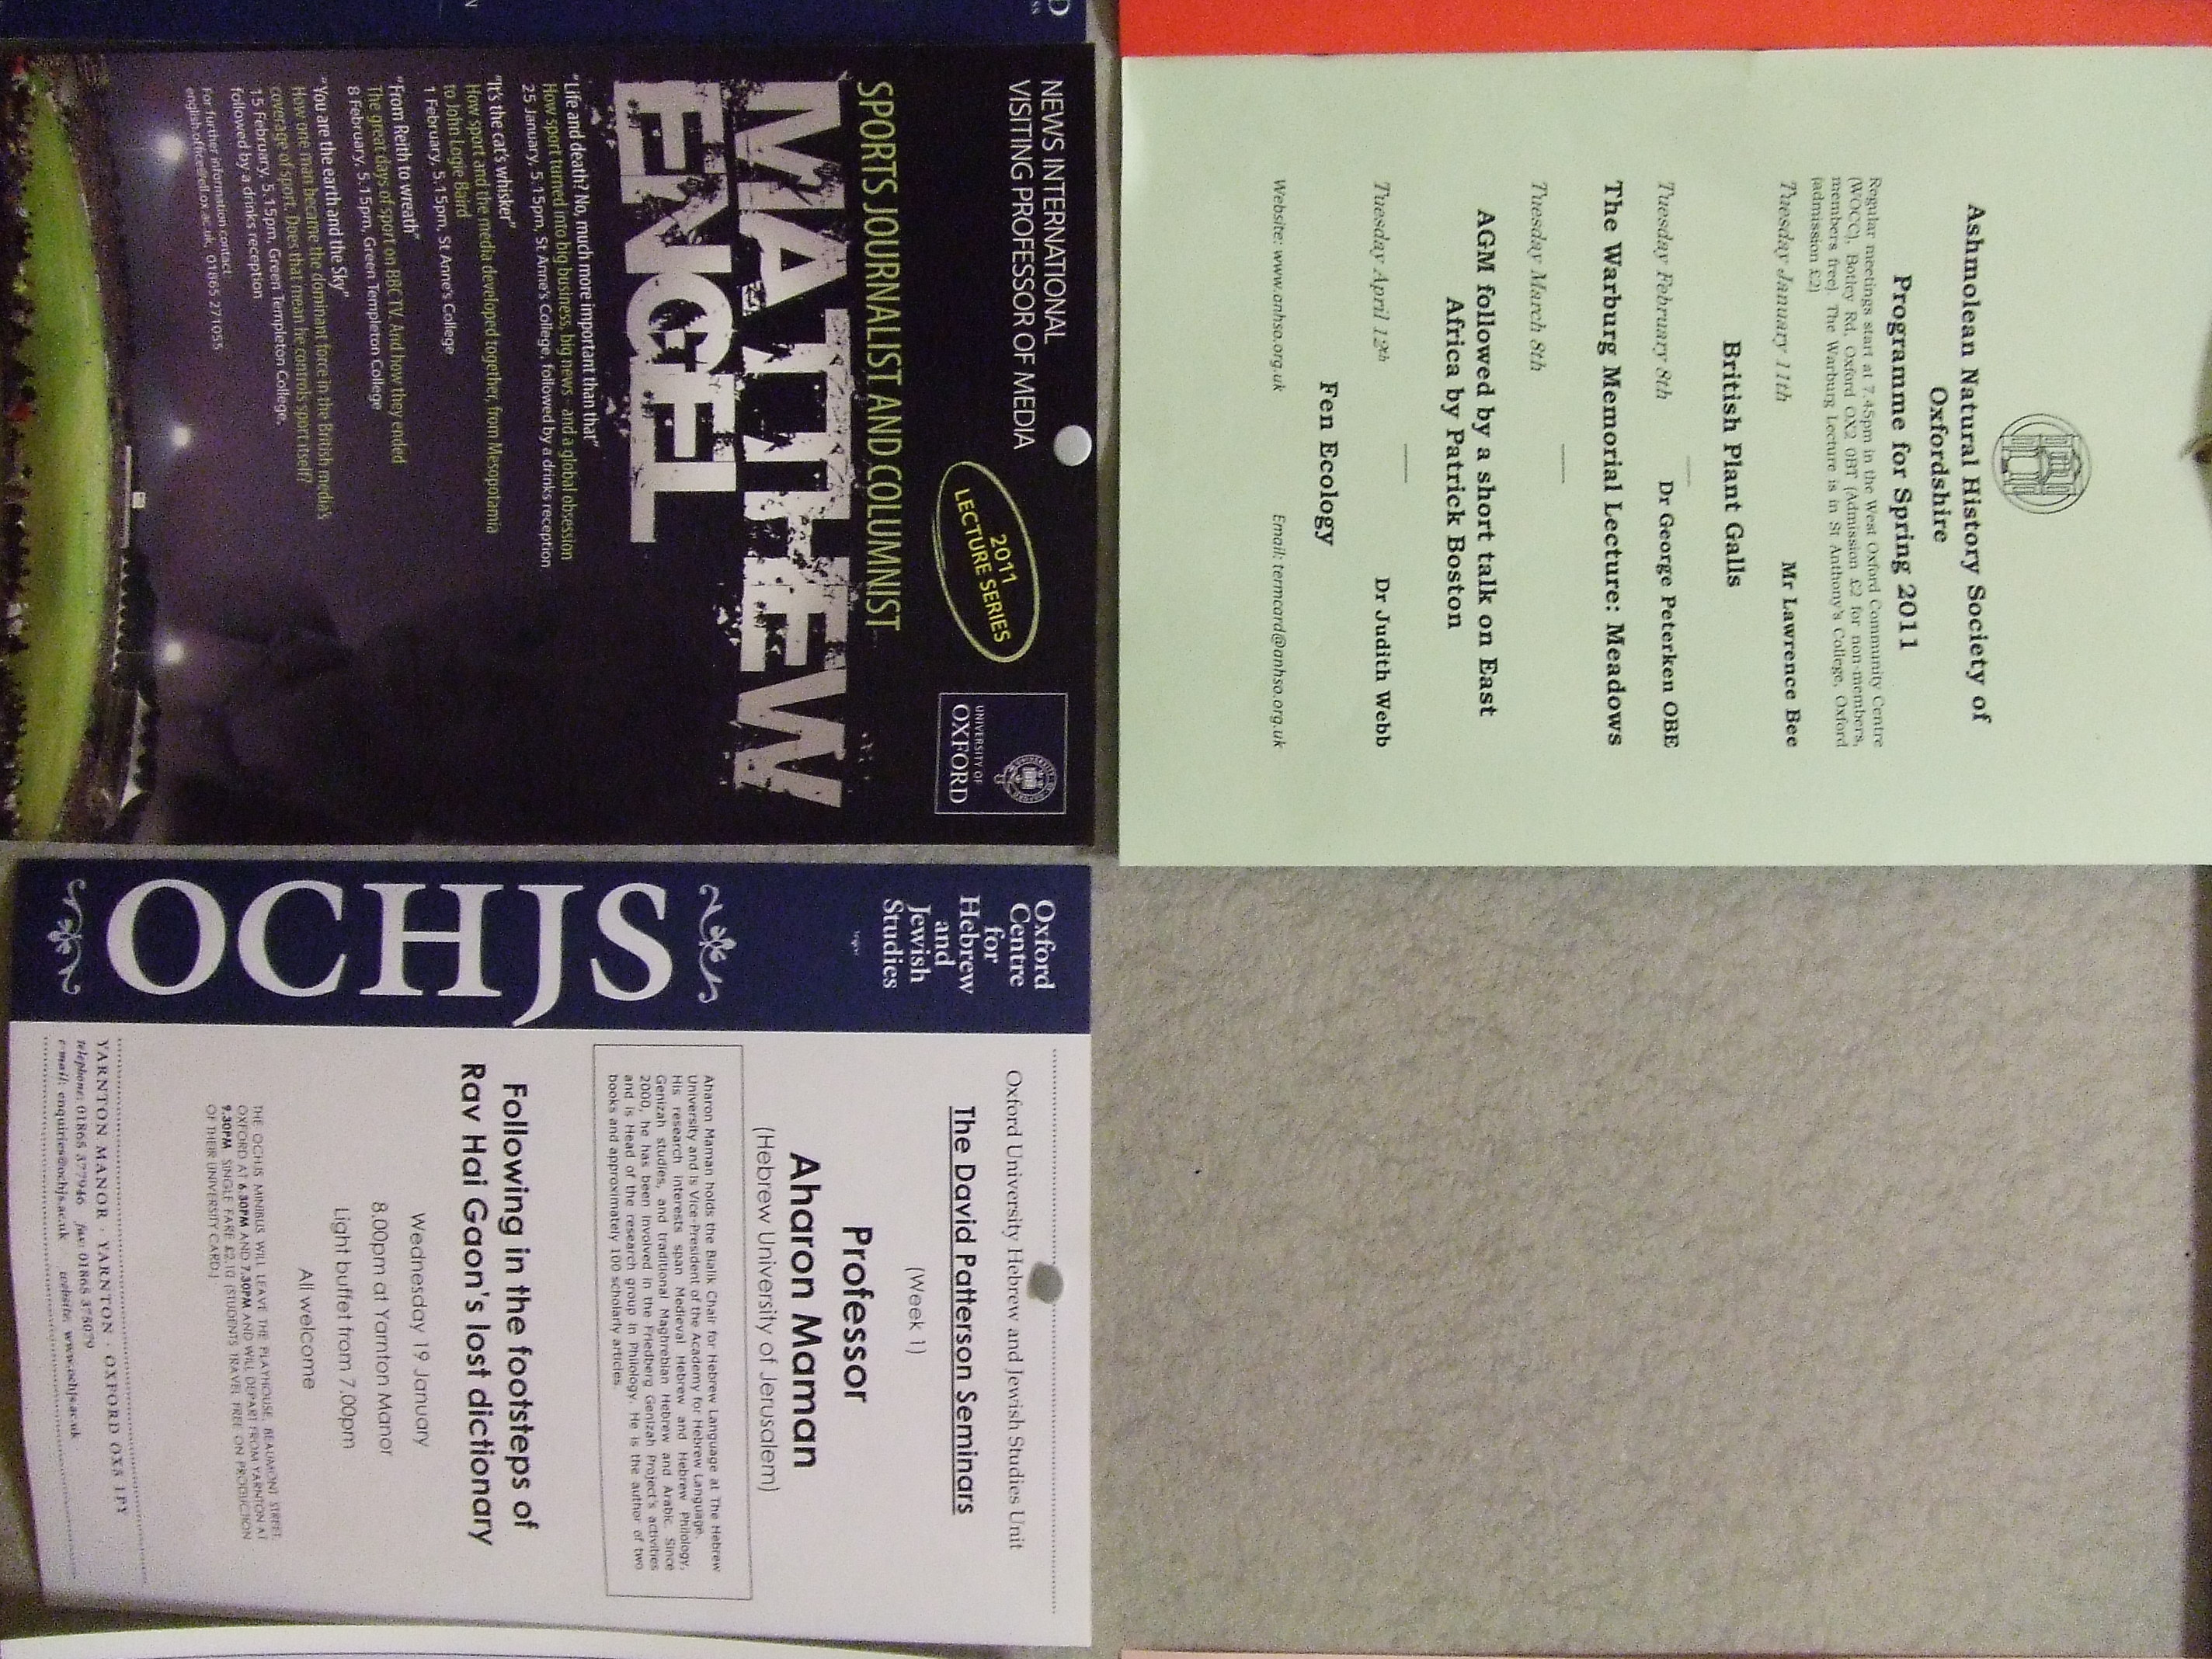 Ashmolean Natural History Society of
Oxfordshire
Programme for Spring 2011
Regular meetings start at 7.45pm in the West Oxford Community Centre
(WOCC), Botley Rd, Oxford OX2 0BT (Admission £2 for non-members,
members free). The Warburg Lecture is in St Anthony's College, Oxford
(admission £2)
Tuesday January 11th Mr Lawrence Bee
British Plant Galls
Tuesday February 8th Dr George Peterken OBE
The Warburg Memorial Lecture: Meadows
Tuesday March 8th
AGM followed by a short talk on East
Africa by Patrick Boston
Tuesday April 12th Dr Judith Webb
Fen Ecology
Website: www.anhso.org.uk Email: termcard@anhso.org.uk
NEWS INTERNATIONAL
VISITING PROFESSOR OF MEDIA
2011
LECTURE SERIES
UNIVERSITY OF
OXFORD
SPORTS JOURNALIST AND COLUMNIST
MATTHEW
ENGEL
"Life and death? No, much more important than that"
How sport turned into big business, big news - and a global obsession
25 January, 5.15pm, St Anne's College, followed by a drinks reception
"It's the cat's whisker"
How sport and the media developed together, from Mesopotamia
to John Logie Baird
1 February, 5.15pm, St Anne's College
"From Reith to wreath"
The great days of sport on BBC TV. And how they ended
8 February, 5.15pm, Green Templeton College
"You are the earth and the Sky"
How one man became the dominant force in the British media's
coverage of sport. Does that mean he controls sport itself?
15 February, 5.15pm, Green Templeton College,
followed by a drinks reception
For further information contact:
english.office@ell.ox.ac.uk, 01865 271055
Oxford
Centre
for
Hebrew
and
Jewish
Studies
OCHJS
Oxford University Hebrew and Jewish Studies Unit
The David Patterson Seminars
(Week 1)
Professor
Aharon Maman
(Hebrew University of Jerusalem)
Aharon Maman holds the Bialik Chair for Hebrew Language at The Hebrew
University and is Vice-President of the Academy for Hebrew Language.
His research interests span Medieval Hebrew and Hebrew Philology,
Genizah studies, and traditional Maghrebian Hebrew and Arabic. Since
2000, he has been involved in the Friedberg Genizah Project's activities
and is Head of the research group in Philology. He is the author of two
books and approximately 100 scholarly articles.
Following in the footsteps of
Rav Hai Gaon's lost dictionary
Wednesday 19 January
8.00pm at Yarnton Manor
Light buffet from 7.00pm
All welcome
THE OCHJS MINIBUS WILL LEAVE THE PLAYHOUSE, BEAUMONT STREET,
OXFORD AT 6.30PM AND 7.30PM AND WILL DEPART FROM YARNTON AT
9.30PM SINGLE FARE £2.10 (STUDENTS TRAVEL FREE ON PRODUCTION
OF THEIR UNIVERSITY CARD.)
YARNTON MANOR · YARNTON · OXFORD OX5 1PY
telephone: 01865 377946 fax: 01865 375079
e-mail: enquiries@ochjs.ac.uk website: www.ochjs.ac.uk